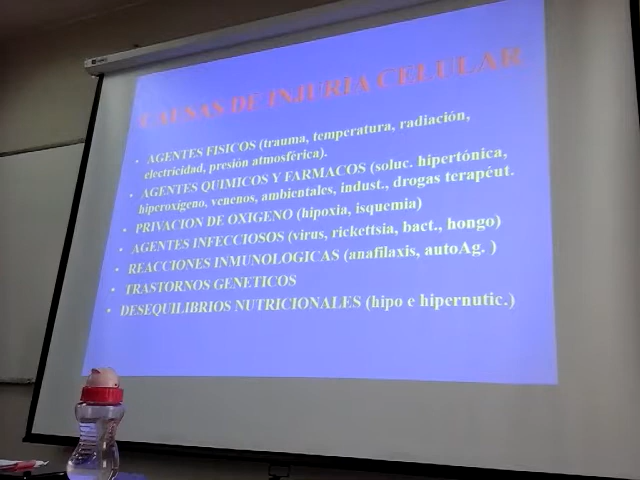 CAUSAS DE INJURIA CELULAR
• AGENTES FISICOS (trauma, temperatura, radiación,
electricidad, presión atmosférica).
• AGENTES QUIMICOS Y FARMACOS (soluc. hipertónica,
hiperoxígeno, venenos, ambientales, indust., drogas terapéut.
• PRIVACION DE OXIGENO (hipoxia, isquemia)
• AGENTES INFECCIOSOS (virus, rickettsia, bact., hongo)
• REACCIONES INMUNOLOGICAS (anafilaxis, autoAg. )
• TRASTORNOS GENETICOS
• DESEQUILIBRIOS NUTRICIONALES (hipo e hipernutic.)